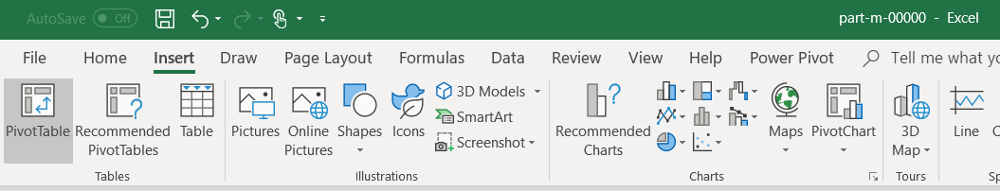 AutoSave Off part-m-00000 - Excel
File Home Insert Draw Page Layout Formulas Data Review View Help Power Pivot Tell me what
PivotTable Recommended PivotTables Table Pictures Online Pictures Shapes Icons 3D Models SmartArt Screenshot Recommended Charts Maps PivotChart 3D Map Line
Tables Illustrations Charts Tours